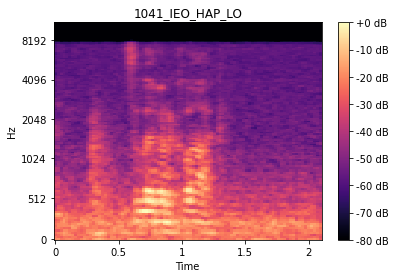 1041_IEO_HAP_LO
+0 dB
8192
-10 dB
4096
-20 dB
-30 dB
2048
Hz
-40 dB
1024
-50 dB
-60 dB
512
-70 dB
0
-80 dB
0
0.5
1
1.5
2
Time